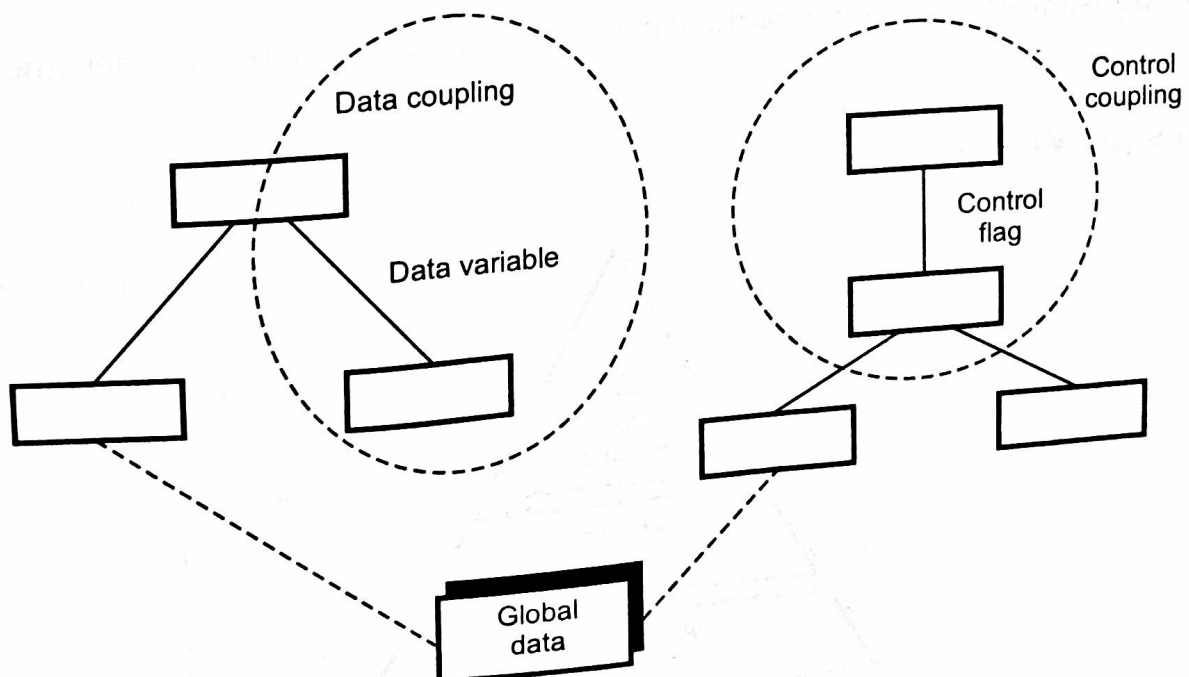 Data coupling
Data variable
Control
coupling
Control
flag
Global
data